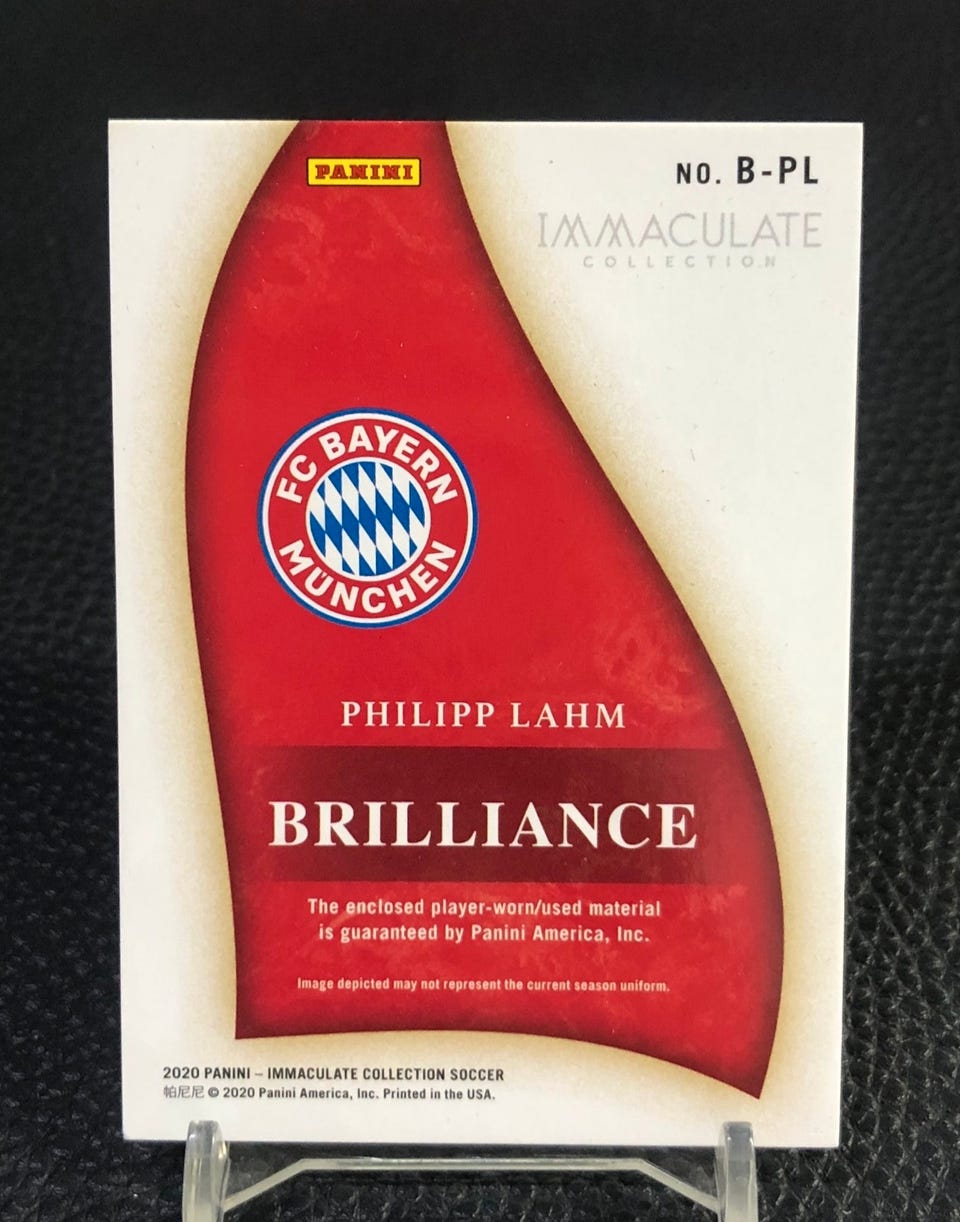 PANINI
NO. B-PL
IMMACULATE
COLLECTION
FC BAYERN
MÜNCHEN
PHILIPP LAHM
BRILLIANCE
The enclosed player-worn/used material
is guaranteed by Panini America, Inc.
Image depicted may not represent the current season uniform.
2020 PANINI – IMMACULATE COLLECTION SOCCER
帕尼尼 © 2020 Panini America, Inc. Printed in the USA.